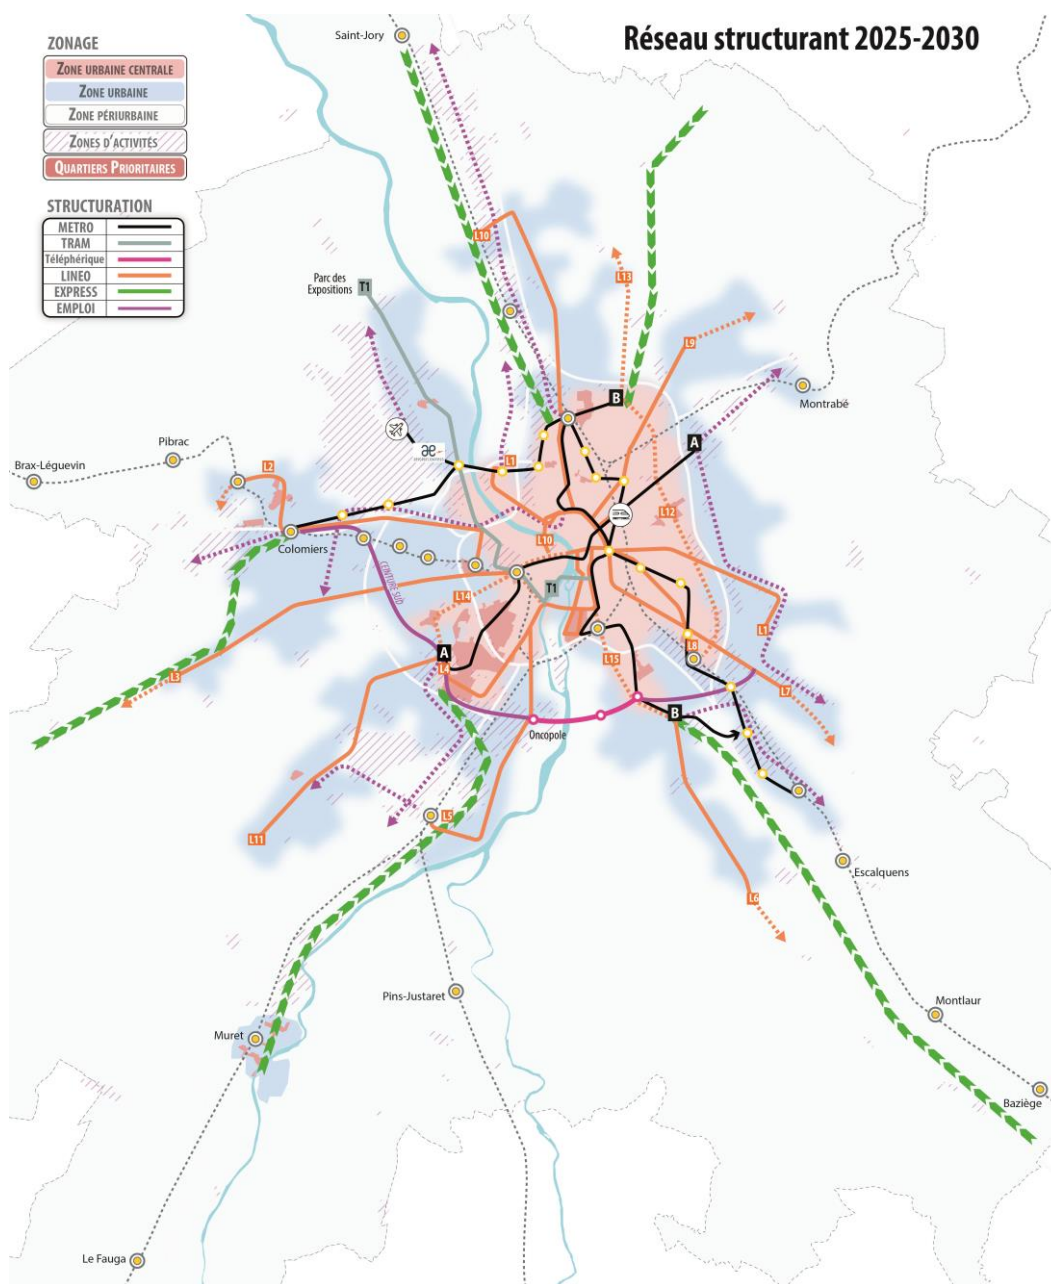 Réseau structurant 2025-2030
ZONAGE
ZONE URBAINE CENTRALE
ZONE URBAINE
ZONE PÉRIURBAINE
ZONES D'ACTIVITÉS
QUARTIERS PRIORITAIRES
STRUCTURATION
METRO
TRAM
Téléphérique
LINEO
EXPRESS
EMPLOI
Saint-Jory
L10
L13
Parc des
Expositions
T1
L9
Montrabé
B
A
Pibrac
Brax-Léguevin
L2
æ
L1
L12
L10
Colomiers
CEINTURE SUD
T1
L14
A
L4
L3
L1
L8
L15
L7
B
Oncopole
L5
L11
Escalquens
L6
Pins-Justaret
Montlaur
Muret
Baziège
Le Fauga